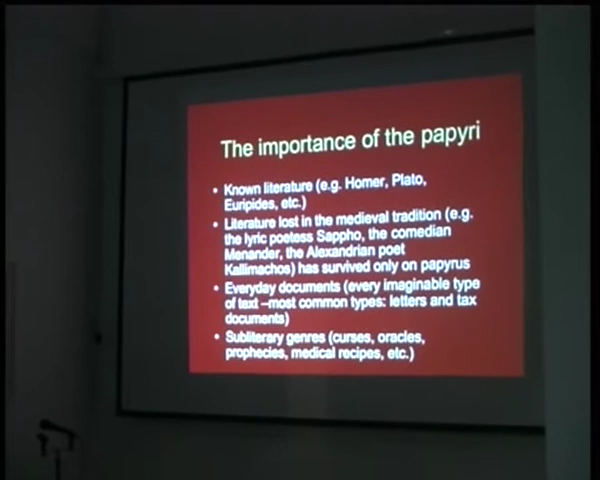 The importance of the papyri
• Known literature (e.g. Homer, Plato,
Euripides, etc.)
• Literature lost in the medieval tradition (e.g.
the lyric poetess Sappho, the comedian
Menander, the Alexandrian poet
Kallimachos) has survived only on papyrus
• Everyday documents (every imaginable type
of text –most common types: letters and tax
documents)
• Subliterary genres (curses, oracles,
prophecies, medical recipes, etc.)